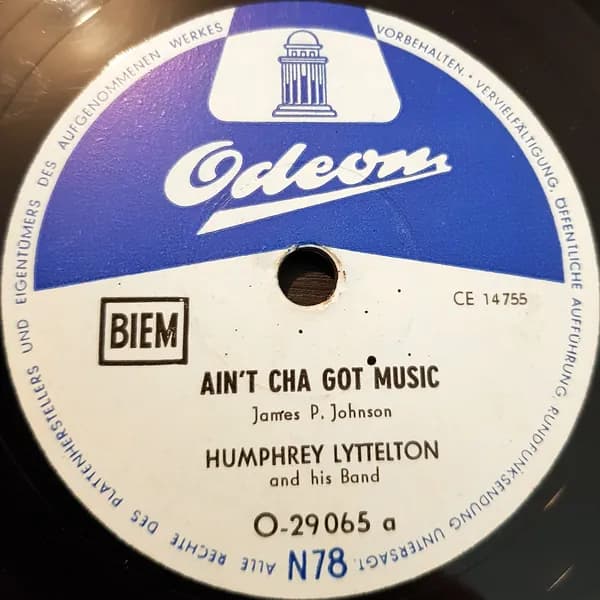 Odeon
CE 14755
BIEM
AIN'T CHA GOT MUSIC
James P. Johnson
HUMPHREY LYTTELTON
and his Band
O-29065 a
N78
ALLE RECHTE DES PLATTENHERSTELLERS UND EIGENTÜMERS DES AUFGENOMMENEN WERKES VORBEHALTEN. • VERVIELFÄLTIGUNG, ÖFFENTLICHE AUFFÜHRUNG RUNDFUNKSENDUNG UNTERSAGT.